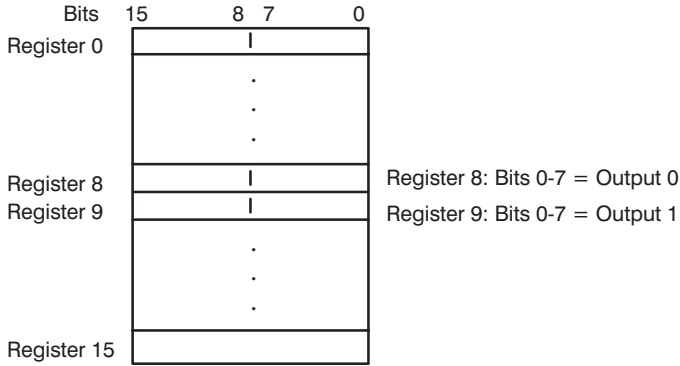 Bits 15 8 7 0
Register 0
Register 8 Register 8: Bits 0-7 = Output 0
Register 9 Register 9: Bits 0-7 = Output 1
Register 15